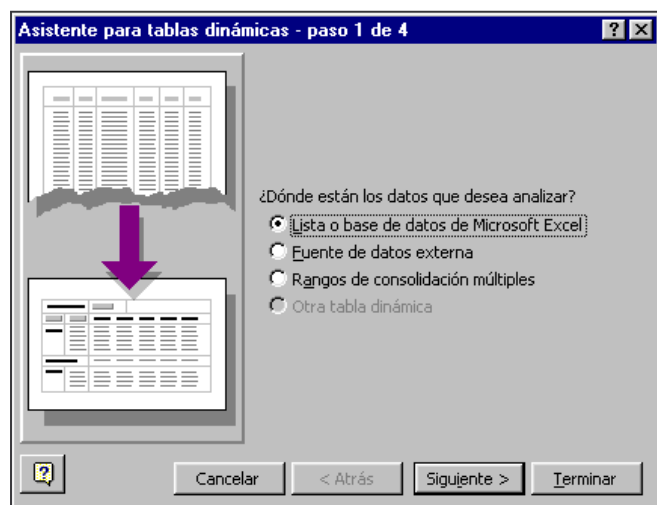 Asistente para tablas dinámicas - paso 1 de 4
¿Dónde están los datos que desea analizar?
Lista o base de datos de Microsoft Excel
Fuente de datos externa
Rangos de consolidación múltiples
Otra tabla dinámica
Cancelar < Atrás Siguiente > Terminar